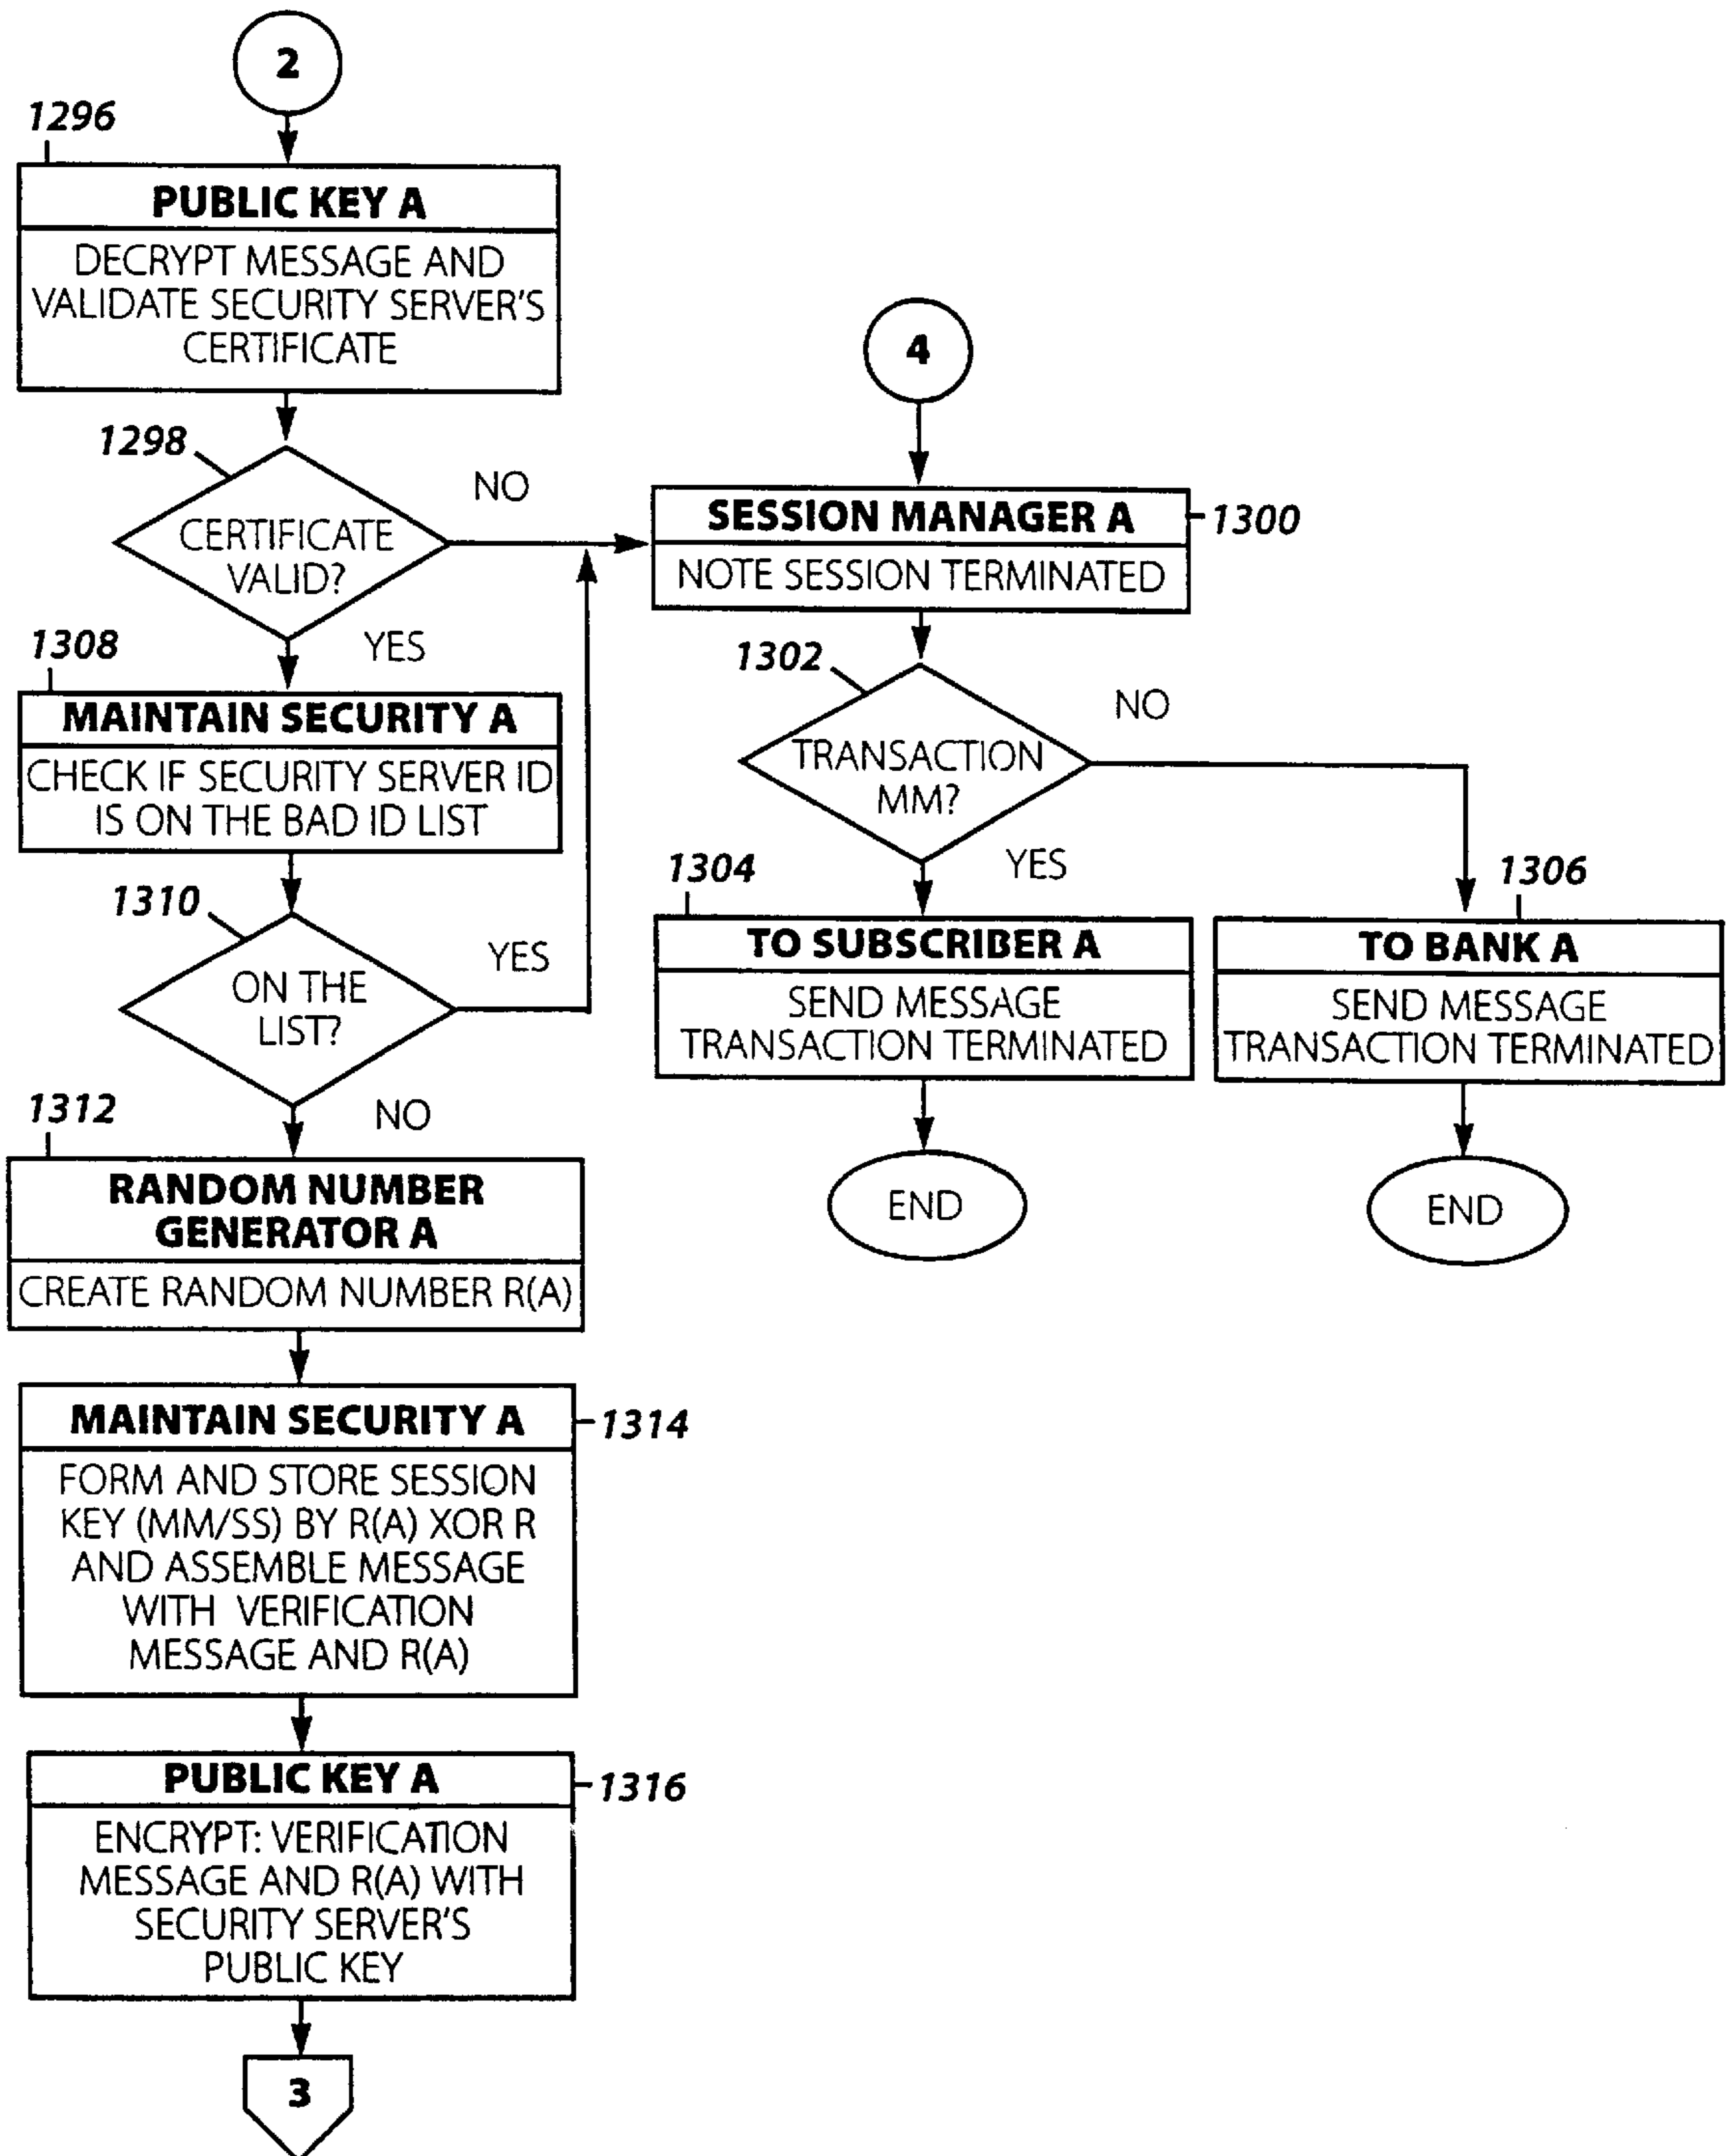 2
1296
PUBLIC KEY A
DECRYPT MESSAGE AND
VALIDATE SECURITY SERVER'S
CERTIFICATE
1298
CERTIFICATE
VALID?
NO
YES
1308
MAINTAIN SECURITY A
CHECK IF SECURITY SERVER ID
IS ON THE BAD ID LIST
1310
ON THE
LIST?
YES
NO
1312
RANDOM NUMBER
GENERATOR A
CREATE RANDOM NUMBER R(A)
MAINTAIN SECURITY A
1314
FORM AND STORE SESSION
KEY (MM/SS) BY R(A) XOR R
AND ASSEMBLE MESSAGE
WITH VERIFICATION
MESSAGE AND R(A)
PUBLIC KEY A
1316
ENCRYPT: VERIFICATION
MESSAGE AND R(A) WITH
SECURITY SERVER'S
PUBLIC KEY
3
4
SESSION MANAGER A
1300
NOTE SESSION TERMINATED
1302
TRANSACTION
MM?
NO
YES
1304
TO SUBSCRIBER A
SEND MESSAGE
TRANSACTION TERMINATED
END
1306
TO BANK A
SEND MESSAGE
TRANSACTION TERMINATED
END